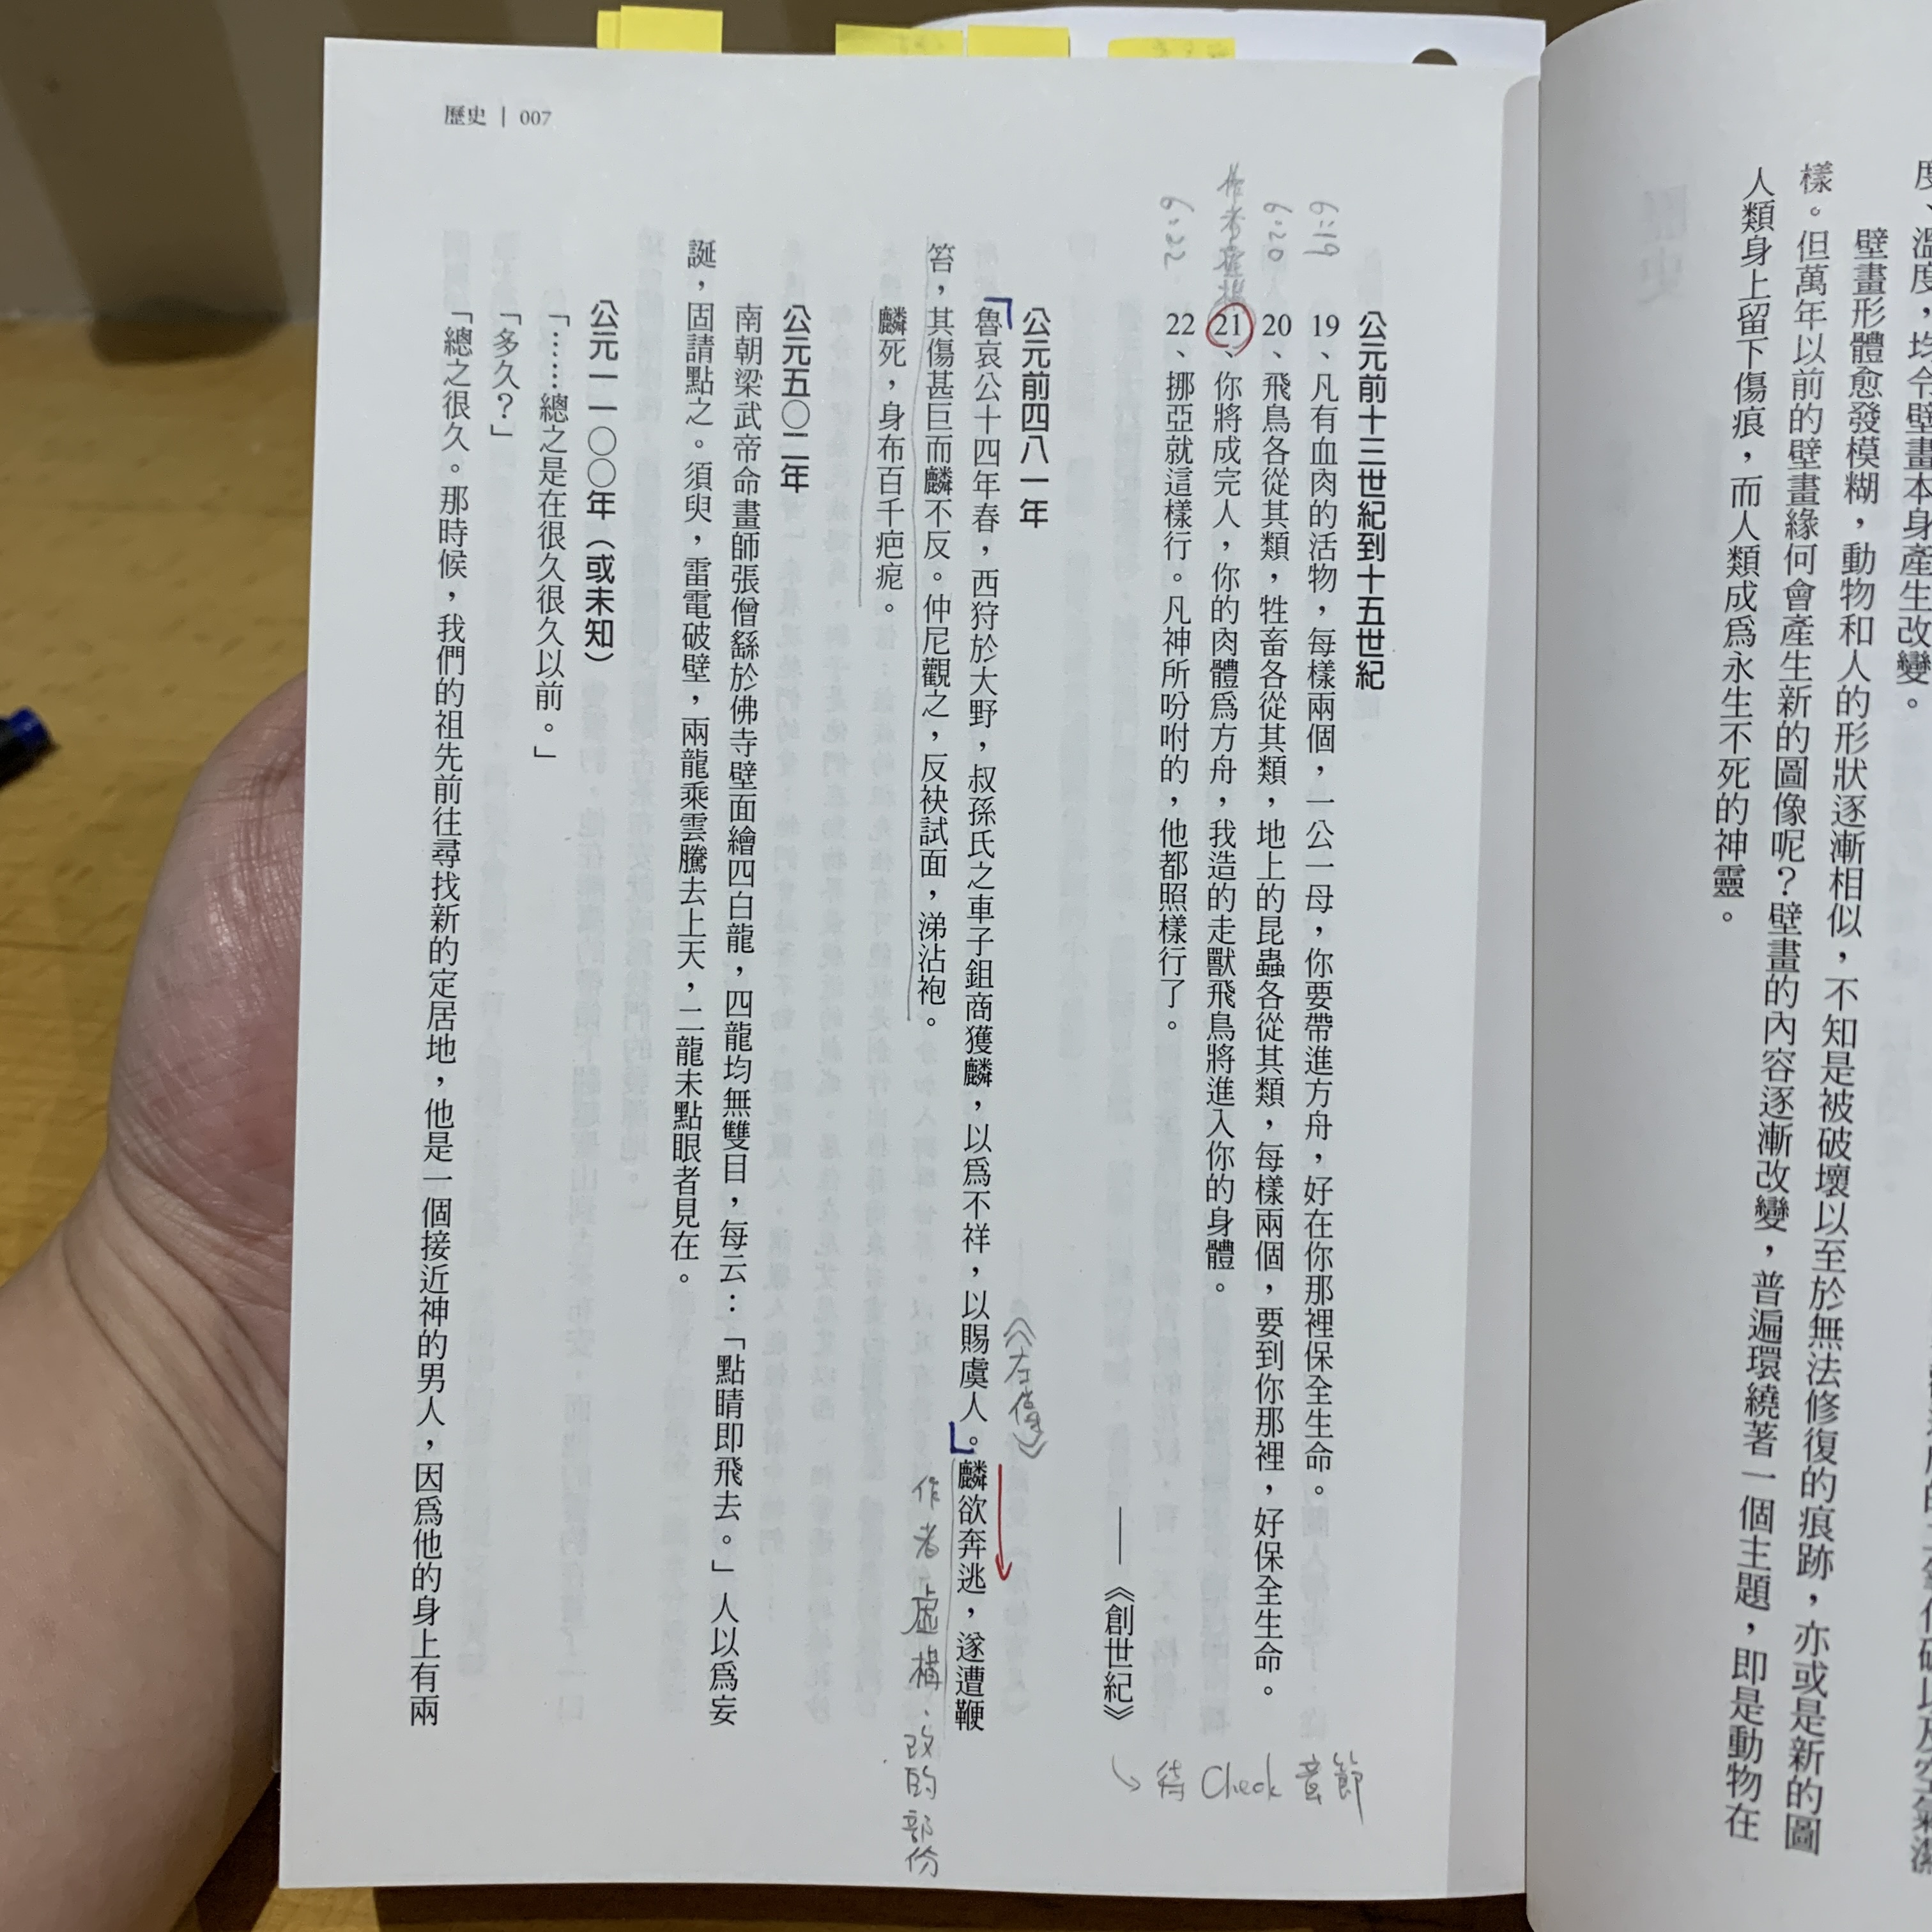 度、溫度，均令壁畫本身產生改變。
壁畫形體愈發模糊，動物和人的形狀逐漸相似，不知是被破壞以至於無法修復的痕跡，亦或是新的圖
樣。但萬年以前的壁畫緣何會產生新的圖像呢？壁畫的內容逐漸改變，普遍環繞著一個主題，即是動物在
人類身上留下傷痕，而人類成爲永生不死的神靈。
歷史 | 007
公元前十三世紀到十五世紀
6:19
19、凡有血肉的活物，每樣兩個，一公一母，你要帶進方舟，好在你那裡保全生命。
6:20
20、飛鳥各從其類，牲畜各從其類，地上的昆蟲各從其類，每樣兩個，要到你那裡，好保全生命。
作者虛構
21、你將成完人，你的肉體爲方舟，我造的走獸飛鳥將進入你的身體。
6:22
22、挪亞就這樣行。凡神所吩咐的，他都照樣行了。
——《創世紀》
待 Check 章節
公元前四八一年
《左傳》
魯哀公十四年春，西狩於大野，叔孫氏之車子鉏商獲麟，以爲不祥，以賜虞人。麟欲奔逃，遂遭鞭
笞，其傷甚巨而麟不反。仲尼觀之，反袂試面，涕沾袍。
作者虛構、改的部份
麟死，身布百千疤痕。
公元五〇二年
南朝梁武帝命畫師張僧繇於佛寺壁面繪四白龍，四龍均無雙目，每云：「點睛即飛去。」人以爲妄
誕，固請點之。須臾，雷電破壁，兩龍乘雲騰去上天，二龍未點眼者見在。
公元一一〇〇年（或未知）
「……總之是在很久很久以前。」
「多久？」
「總之很久。那時候，我們的祖先前往尋找新的定居地，他是一個接近神的男人，因爲他的身上有兩